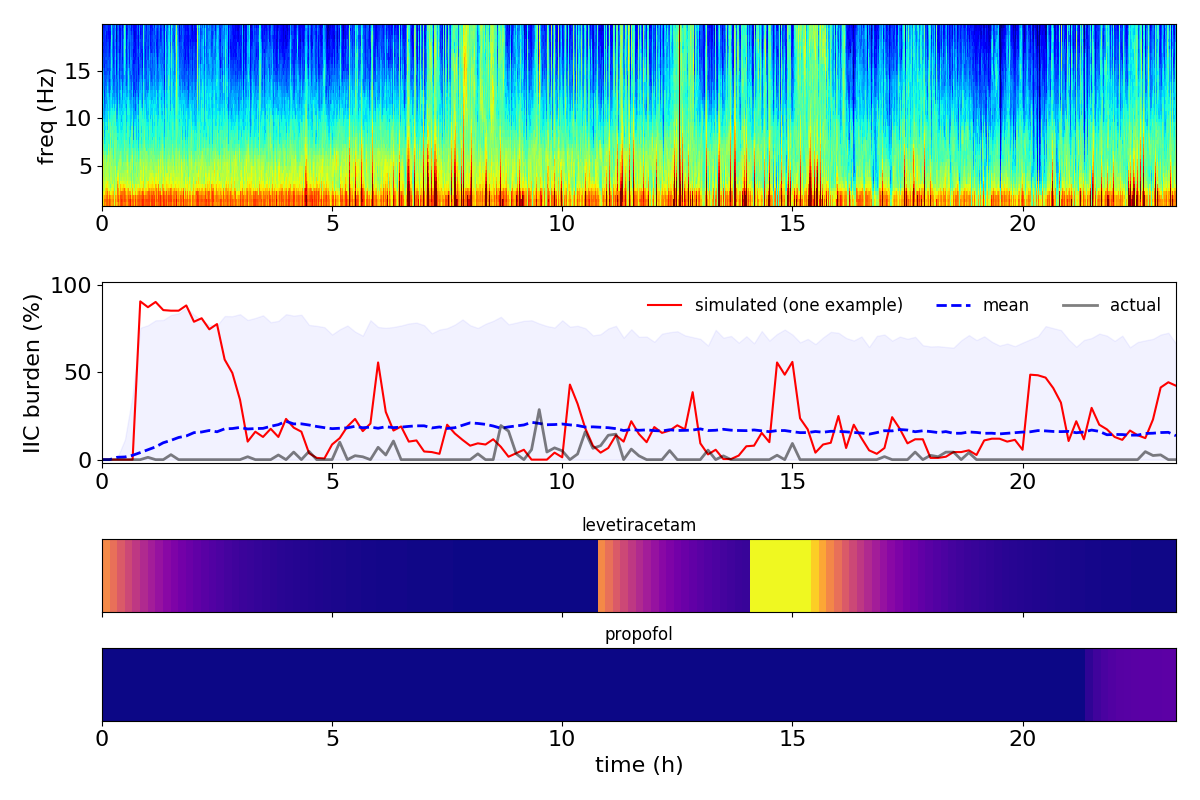 freq (Hz)
15
10
5
0 5 10 15 20
IIC burden (%)
100
50
0
simulated (one example) mean actual
0 5 10 15 20
levetiracetam
propofol
0 5 10 15 20
time (h)